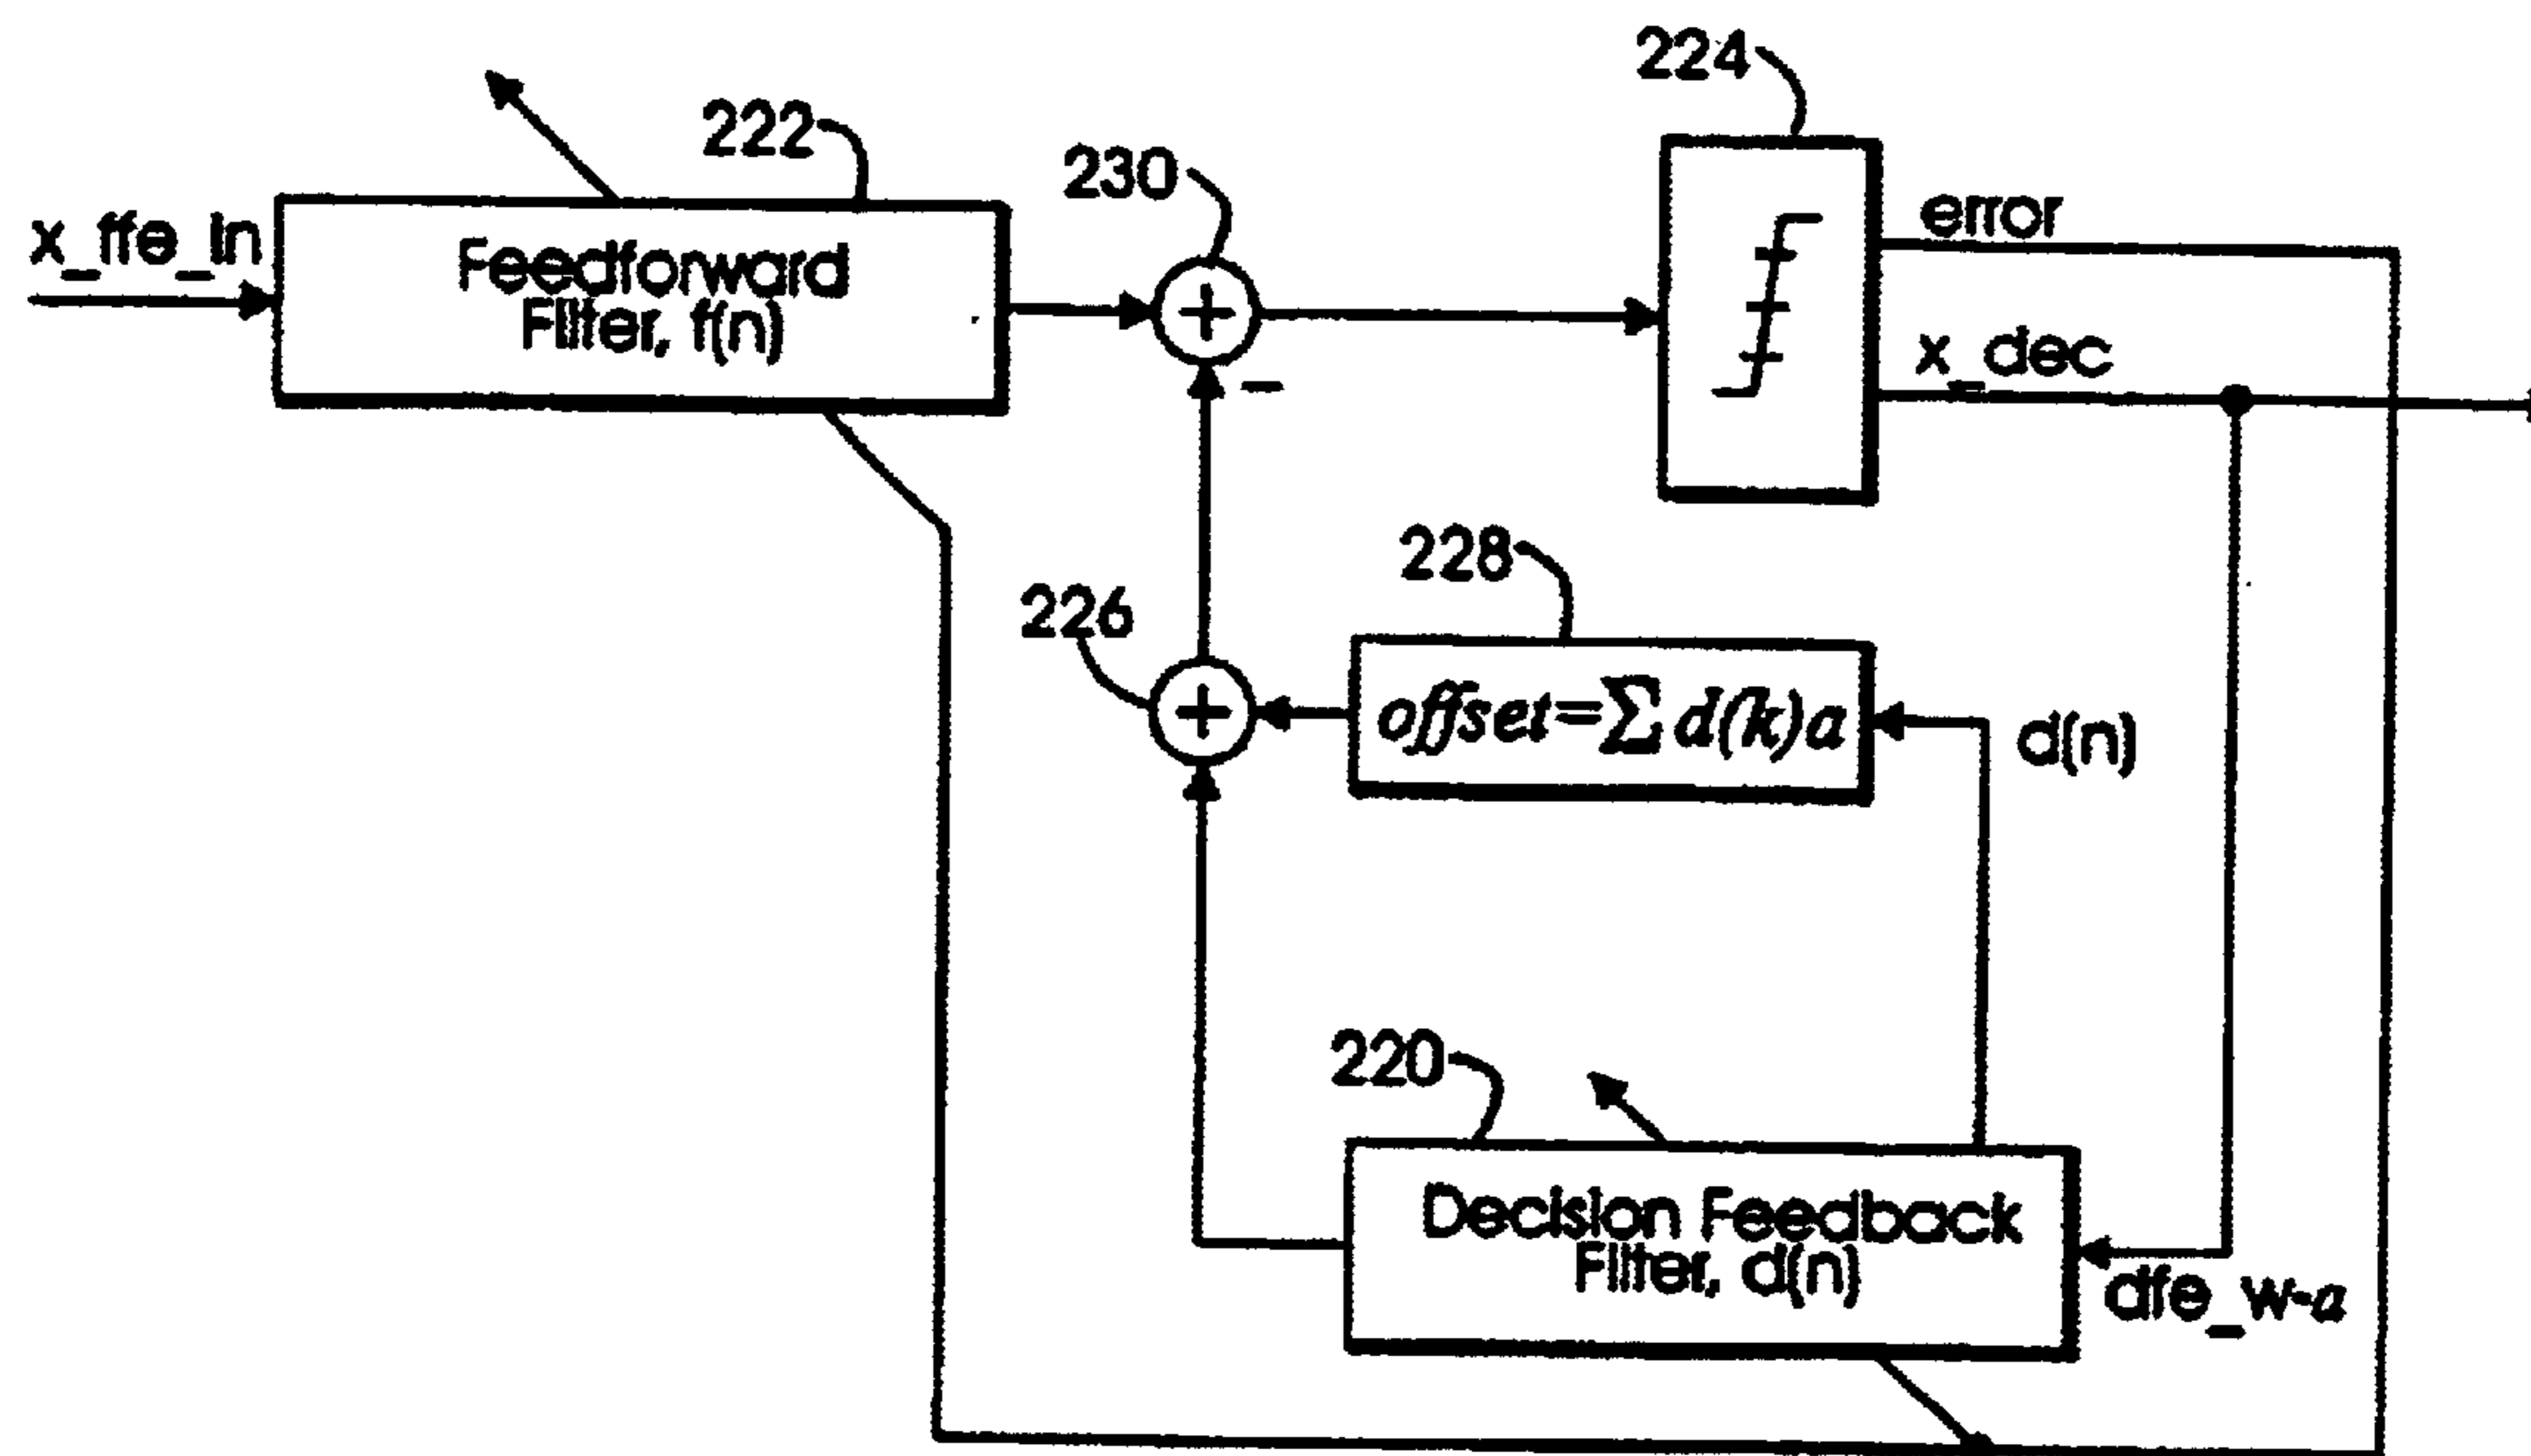 224
222
230
x_ffe_in
Feedforward
Filter, f(n)
+
error
x_dec
-
228
226
+
offset=∑ d(k)a
d(n)
220
Decision Feedback
Filter, d(n)
dfe_w-a